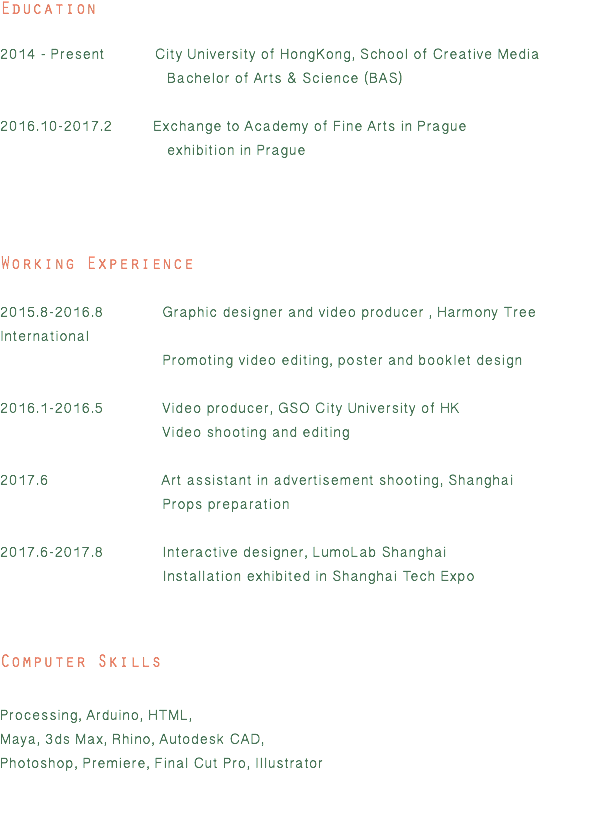 Education
2014 - Present City University of HongKong, School of Creative Media
Bachelor of Arts & Science (BAS)
2016.10-2017.2 Exchange to Academy of Fine Arts in Prague
exhibition in Prague
Working Experience
2015.8-2016.8 Graphic designer and video producer , Harmony Tree
International
Promoting video editing, poster and booklet design
2016.1-2016.5 Video producer, GSO City University of HK
Video shooting and editing
2017.6 Art assistant in advertisement shooting, Shanghai
Props preparation
2017.6-2017.8 Interactive designer, LumoLab Shanghai
Installation exhibited in Shanghai Tech Expo
Computer Skills
Processing, Arduino, HTML,
Maya, 3ds Max, Rhino, Autodesk CAD,
Photoshop, Premiere, Final Cut Pro, Illustrator